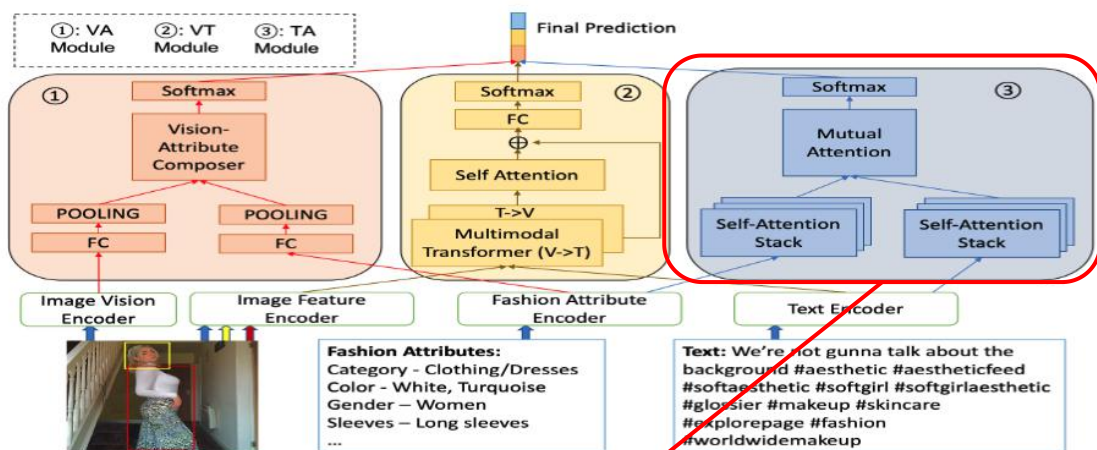 ①: VA Module
②: VT Module
③: TA Module
Final Prediction
①
Softmax
Vision-
Attribute
Composer
POOLING
POOLING
FC
FC
②
Softmax
FC
⊕
Self Attention
T->V
Multimodal
Transformer (V->T)
③
Softmax
Mutual
Attention
Self-Attention
Stack
Self-Attention
Stack
Image Vision
Encoder
Image Feature
Encoder
Fashion Attribute
Encoder
Text Encoder
Fashion Attributes:
Category - Clothing/Dresses
Color - White, Turquoise
Gender – Women
Sleeves – Long sleeves
...
Text: We're not gunna talk about the
background #aesthetic #aestheticfeed
#softaesthetic #softgirl #softgirlaesthetic
#glossier #makeup #skincare
#explorepage #fashion
#worldwidemakeup